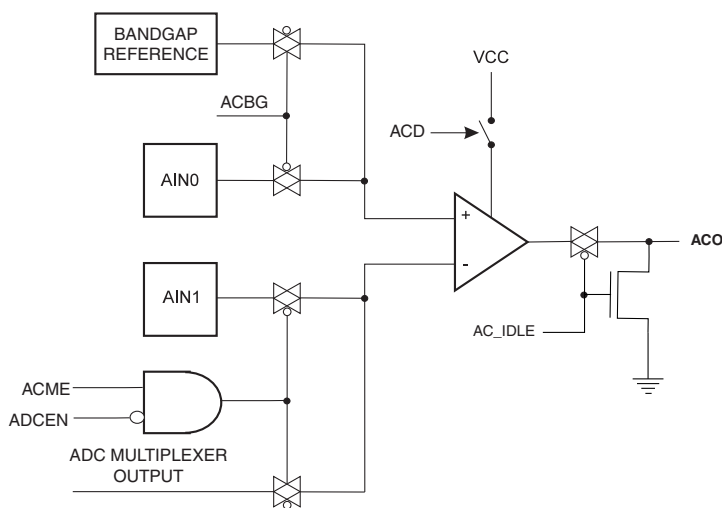 BANDGAP
REFERENCE
VCC
ACBG
ACD
AIN0
+
ACO
-
AIN1
AC_IDLE
ACME
ADCEN
ADC MULTIPLEXER
OUTPUT